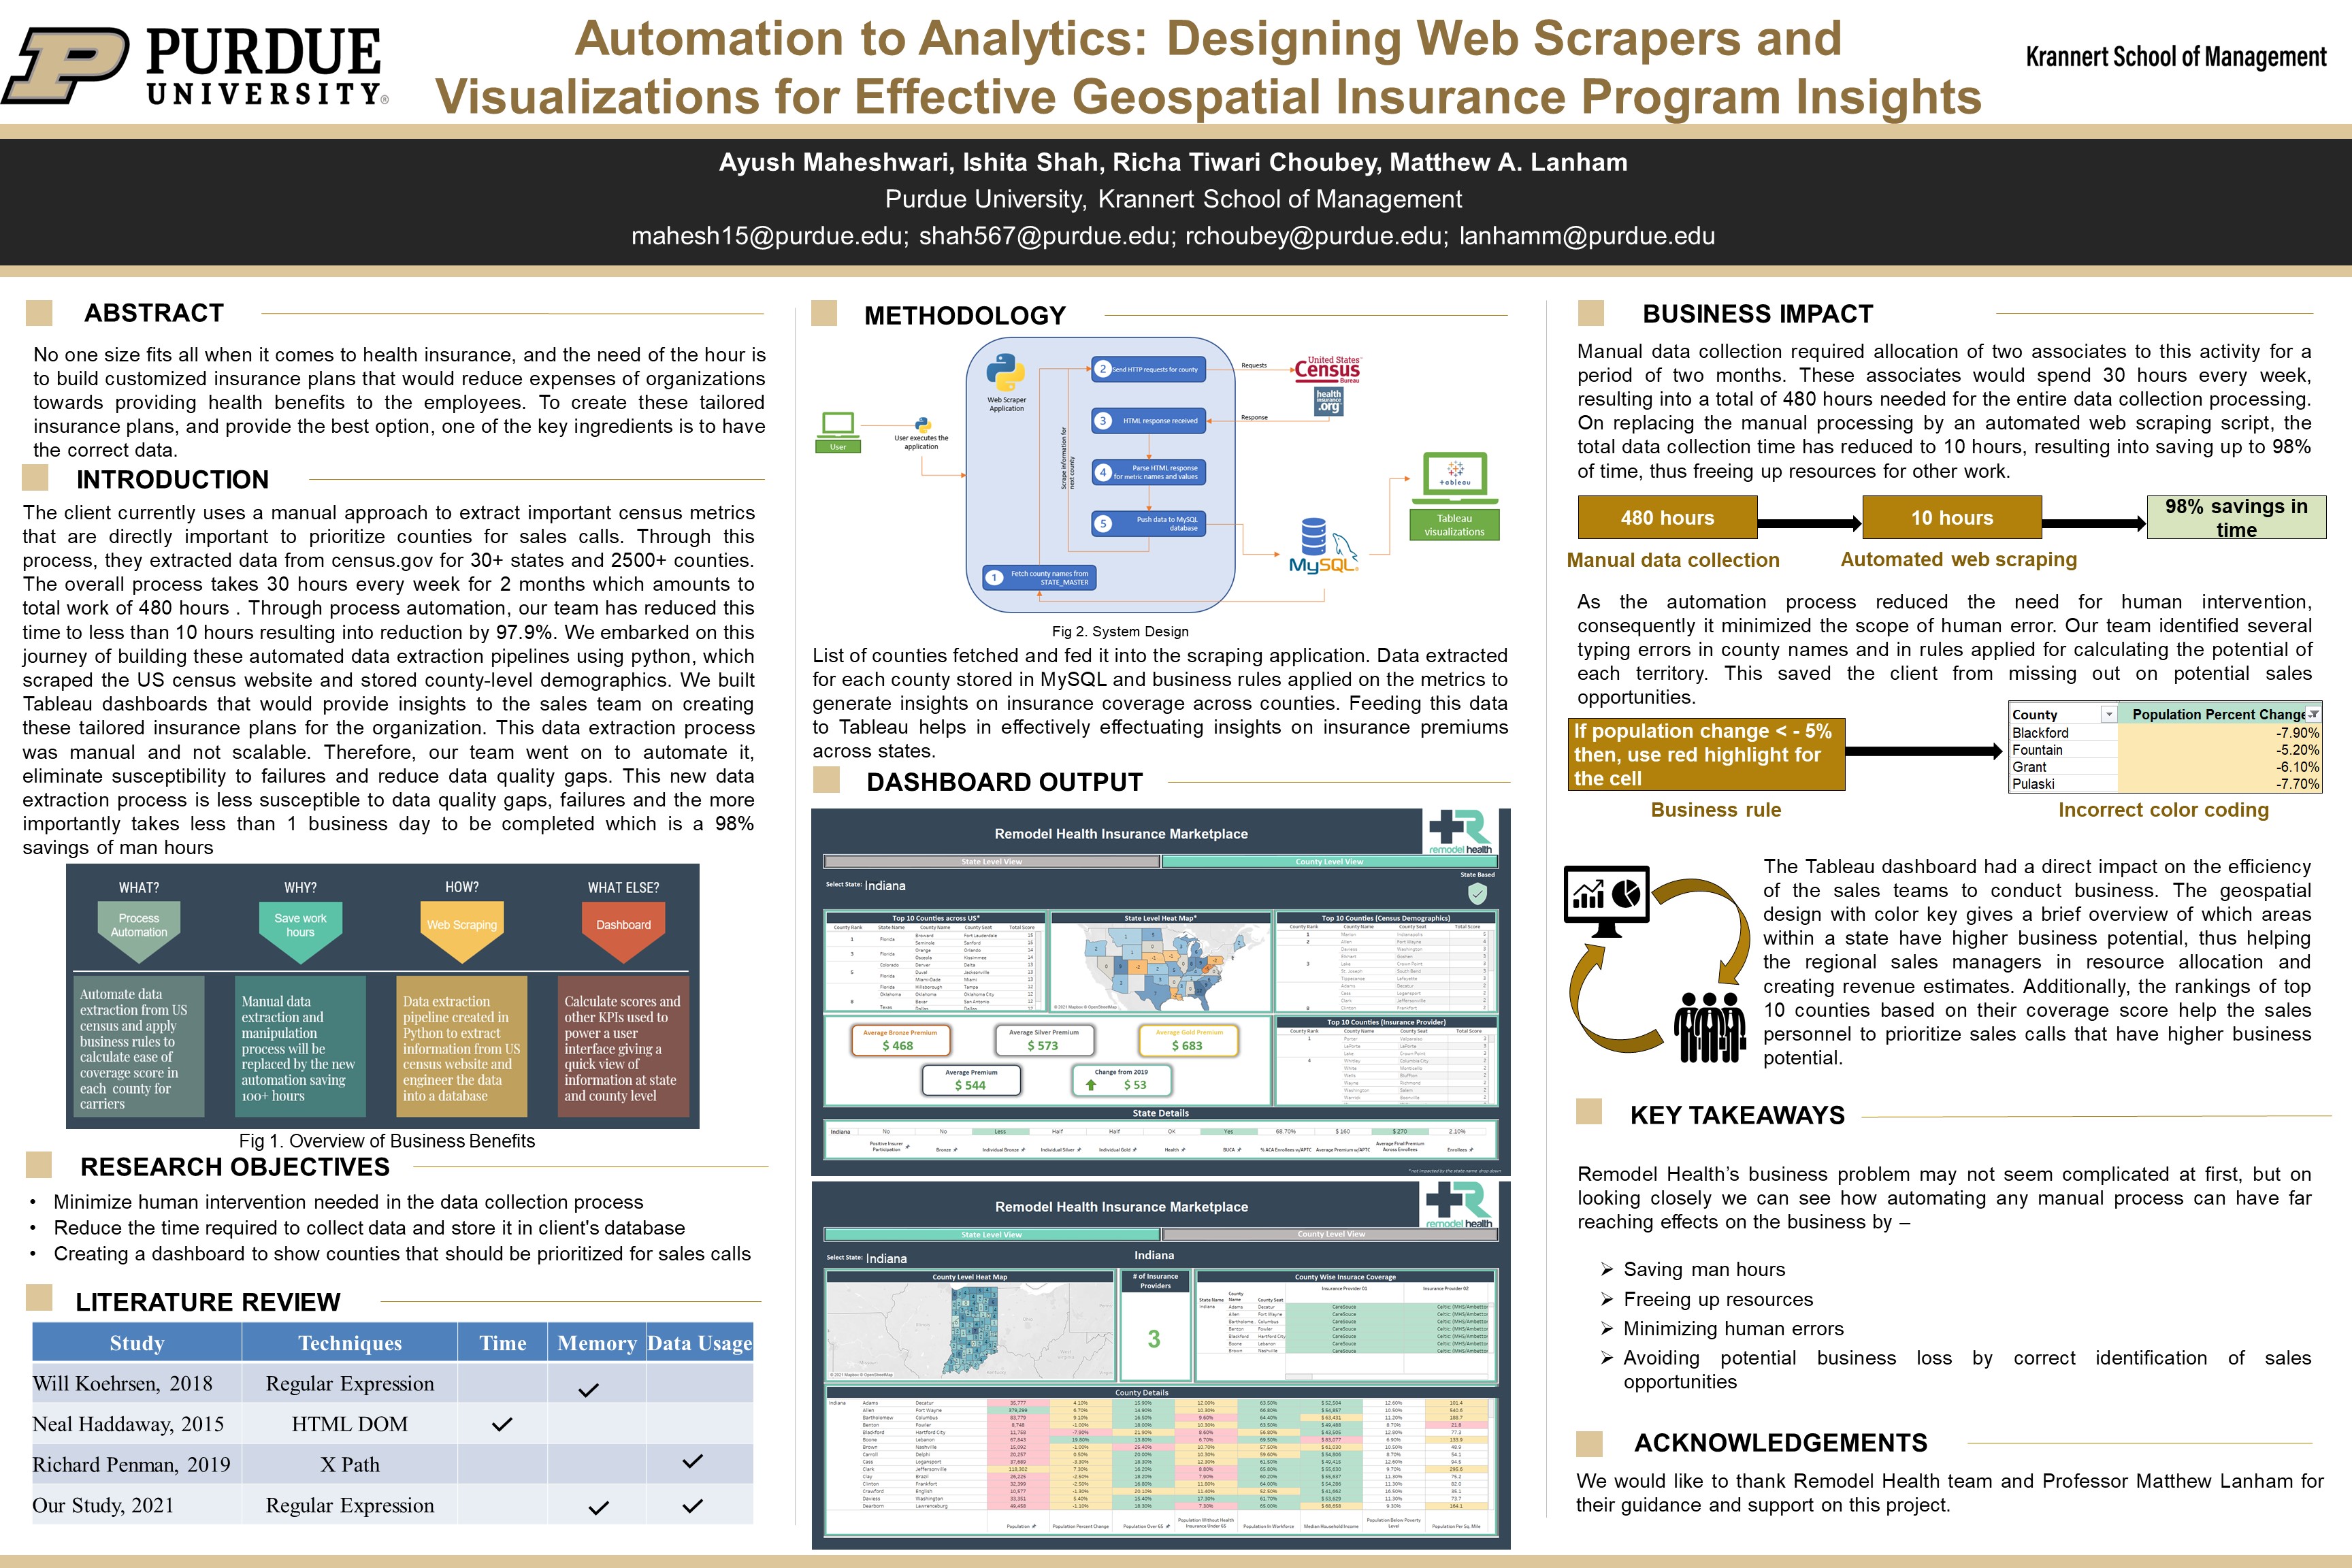 PURDUE
UNIVERSITY®
Automation to Analytics: Designing Web Scrapers and
Visualizations for Effective Geospatial Insurance Program Insights
Krannert School of Management
Ayush Maheshwari, Ishita Shah, Richa Tiwari Choubey, Matthew A. Lanham
Purdue University, Krannert School of Management
mahesh15@purdue.edu; shah567@purdue.edu; rchoubey@purdue.edu; lanhamm@purdue.edu
ABSTRACT
No one size fits all when it comes to health insurance, and the need of the hour is
to build customized insurance plans that would reduce expenses of organizations
towards providing health benefits to the employees. To create these tailored
insurance plans, and provide the best option, one of the key ingredients is to have
the correct data.
INTRODUCTION
The client currently uses a manual approach to extract important census metrics
that are directly important to prioritize counties for sales calls. Through this
process, they extracted data from census.gov for 30+ states and 2500+ counties.
The overall process takes 30 hours every week for 2 months which amounts to
total work of 480 hours . Through process automation, our team has reduced this
time to less than 10 hours resulting into reduction by 97.9%. We embarked on this
journey of building these automated data extraction pipelines using python, which
scraped the US census website and stored county-level demographics. We built
Tableau dashboards that would provide insights to the sales team on creating
these tailored insurance plans for the organization. This data extraction process
was manual and not scalable. Therefore, our team went on to automate it,
eliminate susceptibility to failures and reduce data quality gaps. This new data
extraction process is less susceptible to data quality gaps, failures and the more
importantly takes less than 1 business day to be completed which is a 98%
savings of man hours
WHAT? WHY? HOW? WHAT ELSE?
Process
Automation
Save work
hours
Web Scraping
Dashboard
Automate data
extraction from US
census and apply
business rules to
calculate ease of
coverage score in
each county for
carriers
Manual data
extraction and
manipulation
process will be
replaced by the new
automation saving
100+ hours
Data extraction
pipeline created in
Python to extract
information from US
census website and
engineer the data
into a database
Calculate scores and
other KPIs used to
power a user
interface giving a
quick view of
information at state
and county level
Fig 1. Overview of Business Benefits
RESEARCH OBJECTIVES
• Minimize human intervention needed in the data collection process
• Reduce the time required to collect data and store it in client's database
• Creating a dashboard to show counties that should be prioritized for sales calls
LITERATURE REVIEW
Study Techniques Time Memory Data Usage
Will Koehrsen, 2018 Regular Expression ✓
Neal Haddaway, 2015 HTML DOM ✓
Richard Penman, 2019 X Path ✓
Our Study, 2021 Regular Expression ✓ ✓
METHODOLOGY
User
User executes the
application
Web Scraper
Application
Scrape information for
next county
2 Send HTTP requests for county
3 HTML response received
4 Parse HTML response
for metric names and values
5 Push data to MySQL
database
1 Fetch county names from
STATE_MASTER
Requests
Response
United States
Census
Bureau
health
insurance
.org
MySQL
+ableau
Tableau
visualizations
Fig 2. System Design
List of counties fetched and fed it into the scraping application. Data extracted
for each county stored in MySQL and business rules applied on the metrics to
generate insights on insurance coverage across counties. Feeding this data
to Tableau helps in effectively effectuating insights on insurance premiums
across states.
DASHBOARD OUTPUT
Remodel Health Insurance Marketplace
remodel health
State Level View County Level View
Select State: Indiana
State Based
Top 10 Counties across US*
State Level Heat Map*
Top 10 Counties (Census Demographics)
Average Bronze Premium
$ 468
Average Silver Premium
$ 573
Average Gold Premium
$ 683
Average Premium
$ 544
Change from 2019
$ 53
Top 10 Counties (Insurance Provider)
State Details
Indiana No No Less Half Half OK Yes 68.70% $ 160 $ 270 2.10%
Remodel Health Insurance Marketplace
remodel health
State Level View County Level View
Select State: Indiana
Indiana
County Level Heat Map
# of Insurance
Providers
3
County Wise Insurace Coverage
County Details
BUSINESS IMPACT
Manual data collection required allocation of two associates to this activity for a
period of two months. These associates would spend 30 hours every week,
resulting into a total of 480 hours needed for the entire data collection processing.
On replacing the manual processing by an automated web scraping script, the
total data collection time has reduced to 10 hours, resulting into saving up to 98%
of time, thus freeing up resources for other work.
480 hours
10 hours
98% savings in
time
Manual data collection
Automated web scraping
As the automation process reduced the need for human intervention,
consequently it minimized the scope of human error. Our team identified several
typing errors in county names and in rules applied for calculating the potential of
each territory. This saved the client from missing out on potential sales
opportunities.
If population change < - 5%
then, use red highlight for
the cell
Business rule
County Population Percent Change
Blackford -7.90%
Fountain -5.20%
Grant -6.10%
Pulaski -7.70%
Incorrect color coding
The Tableau dashboard had a direct impact on the efficiency
of the sales teams to conduct business. The geospatial
design with color key gives a brief overview of which areas
within a state have higher business potential, thus helping
the regional sales managers in resource allocation and
creating revenue estimates. Additionally, the rankings of top
10 counties based on their coverage score help the sales
personnel to prioritize sales calls that have higher business
potential.
KEY TAKEAWAYS
Remodel Health’s business problem may not seem complicated at first, but on
looking closely we can see how automating any manual process can have far
reaching effects on the business by –
➢ Saving man hours
➢ Freeing up resources
➢ Minimizing human errors
➢ Avoiding potential business loss by correct identification of sales
opportunities
ACKNOWLEDGEMENTS
We would like to thank Remodel Health team and Professor Matthew Lanham for
their guidance and support on this project.